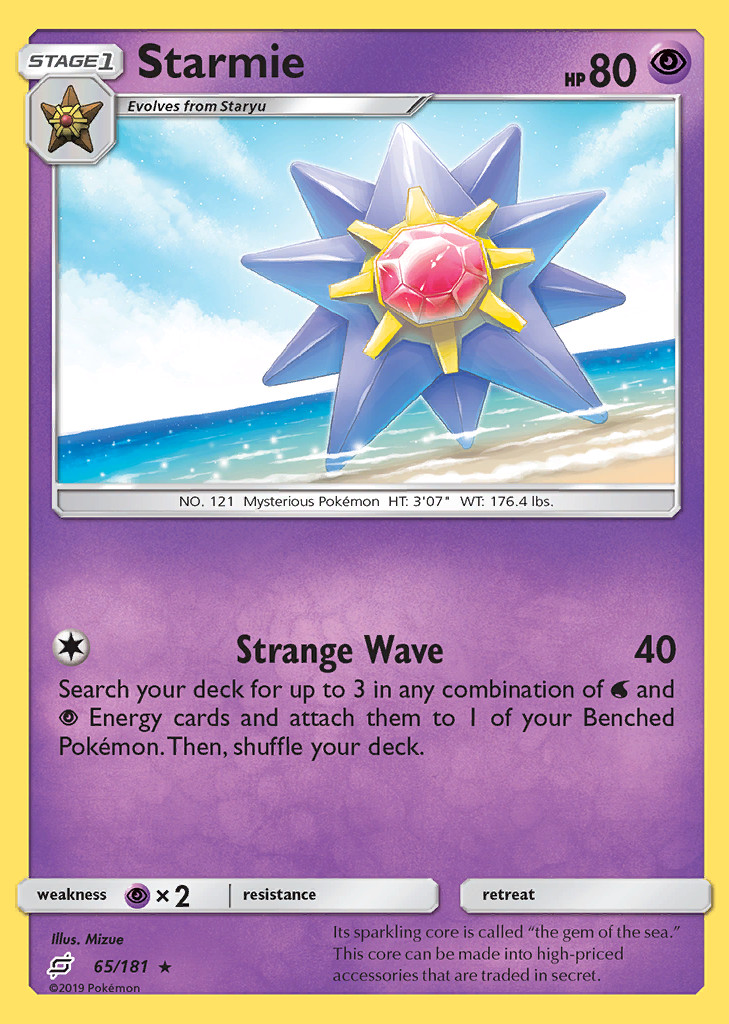 STAGE1
Starmie
HP 80
Evolves from Staryu
NO. 121 Mysterious Pokémon HT: 3'07" WT: 176.4 lbs.
Strange Wave 40
Search your deck for up to 3 in any combination of and
Energy cards and attach them to 1 of your Benched
Pokémon. Then, shuffle your deck.
weakness ×2 resistance retreat
Illus. Mizue
65/181 ★
©2019 Pokémon
Its sparkling core is called “the gem of the sea.”
This core can be made into high-priced
accessories that are traded in secret.